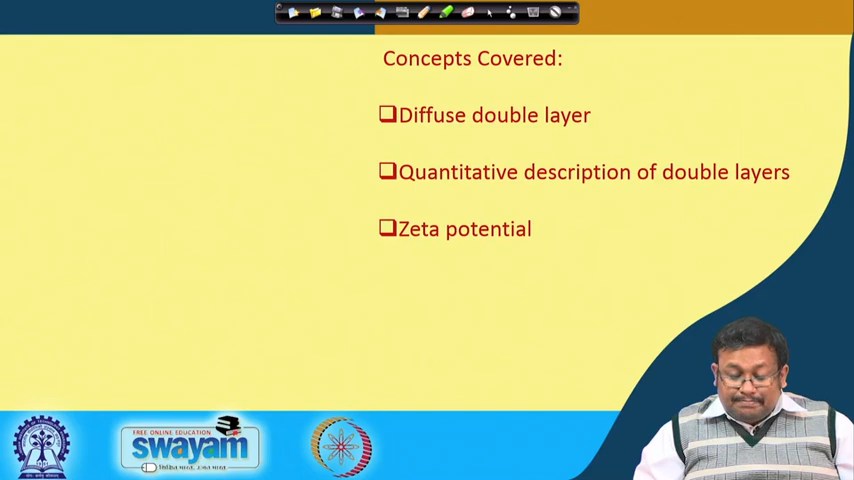 Concepts Covered:
❑Diffuse double layer
❑Quantitative description of double layers
❑Zeta potential
FREE ONLINE EDUCATION
swayam